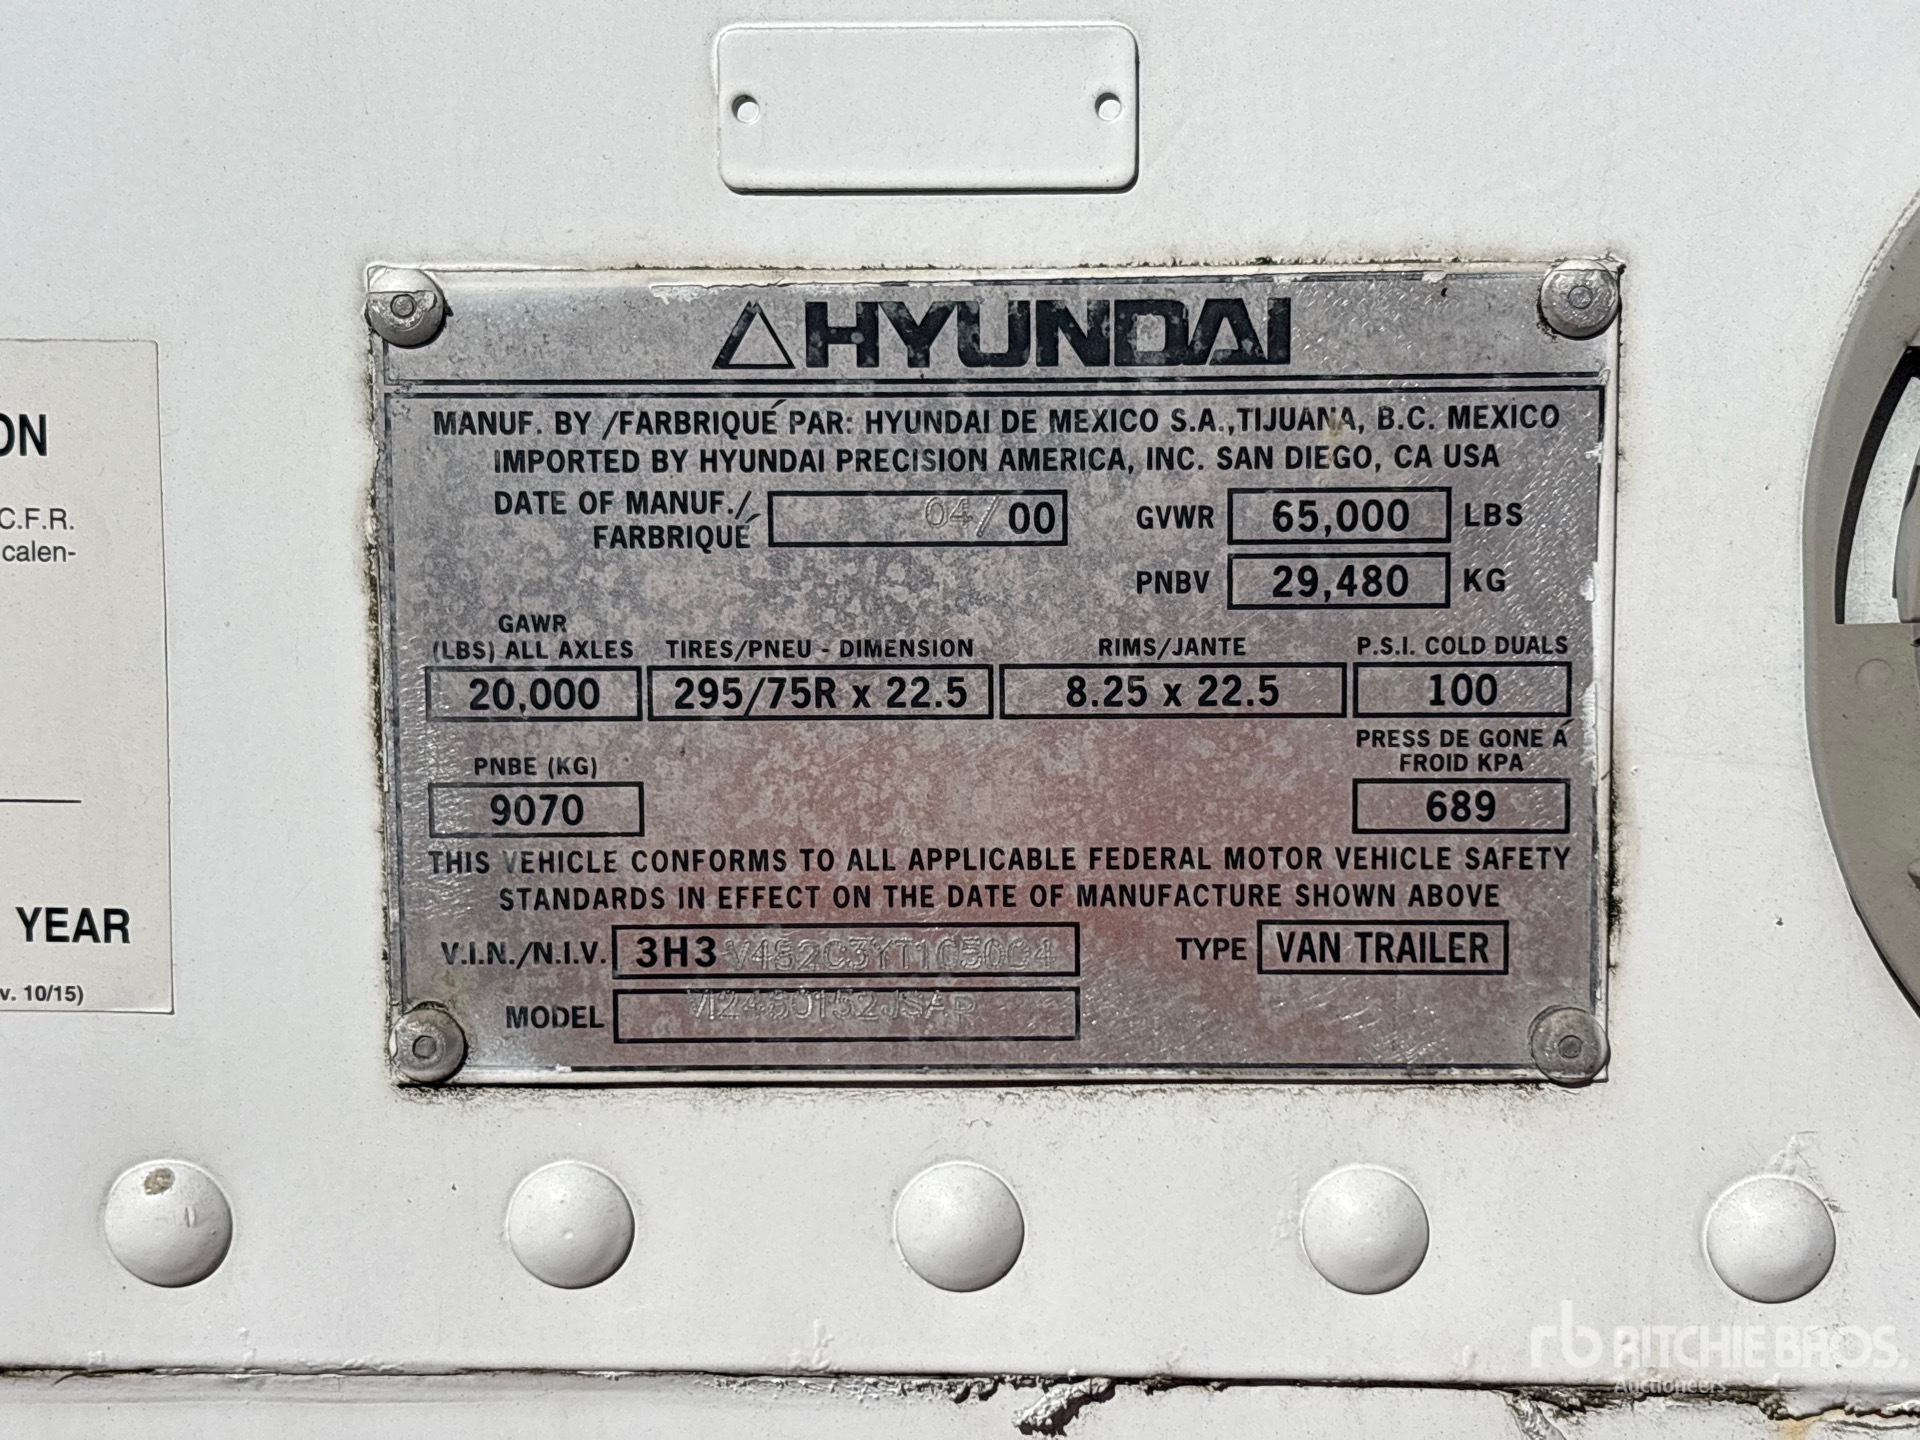 HYUNDAI
MANUF. BY /FARBRIQUÉ PAR: HYUNDAI DE MEXICO S.A.,TIJUANA, B.C. MEXICO
IMPORTED BY HYUNDAI PRECISION AMERICA, INC. SAN DIEGO, CA USA
DATE OF MANUF./
FARBRIQUÉ
04/00
GVWR 65,000 LBS
PNBV 29,480 KG
GAWR
(LBS) ALL AXLES TIRES/PNEU - DIMENSION RIMS/JANTE P.S.I. COLD DUALS
20,000 295/75R x 22.5 8.25 x 22.5 100
PRESS DE GONE Á
PNBE (KG) FROID KPA
9070 689
THIS VEHICLE CONFORMS TO ALL APPLICABLE FEDERAL MOTOR VEHICLE SAFETY
STANDARDS IN EFFECT ON THE DATE OF MANUFACTURE SHOWN ABOVE
V.I.N./N.I.V. 3H3 TYPE VAN TRAILER
MODEL
ON
C.F.R.
calen-
YEAR
v. 10/15)
rb RITCHIE BROS.
Auctioneers